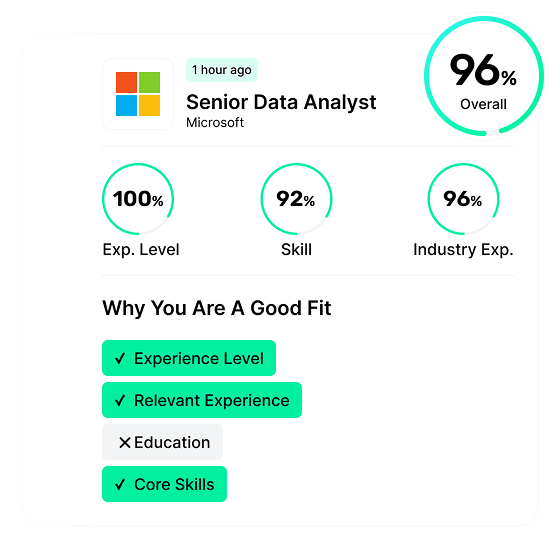 1 hour ago
96%
Overall
Senior Data Analyst
Microsoft
100%
92%
96%
Exp. Level
Skill
Industry Exp.
Why You Are A Good Fit
✓ Experience Level
✓ Relevant Experience
✕ Education
✓ Core Skills